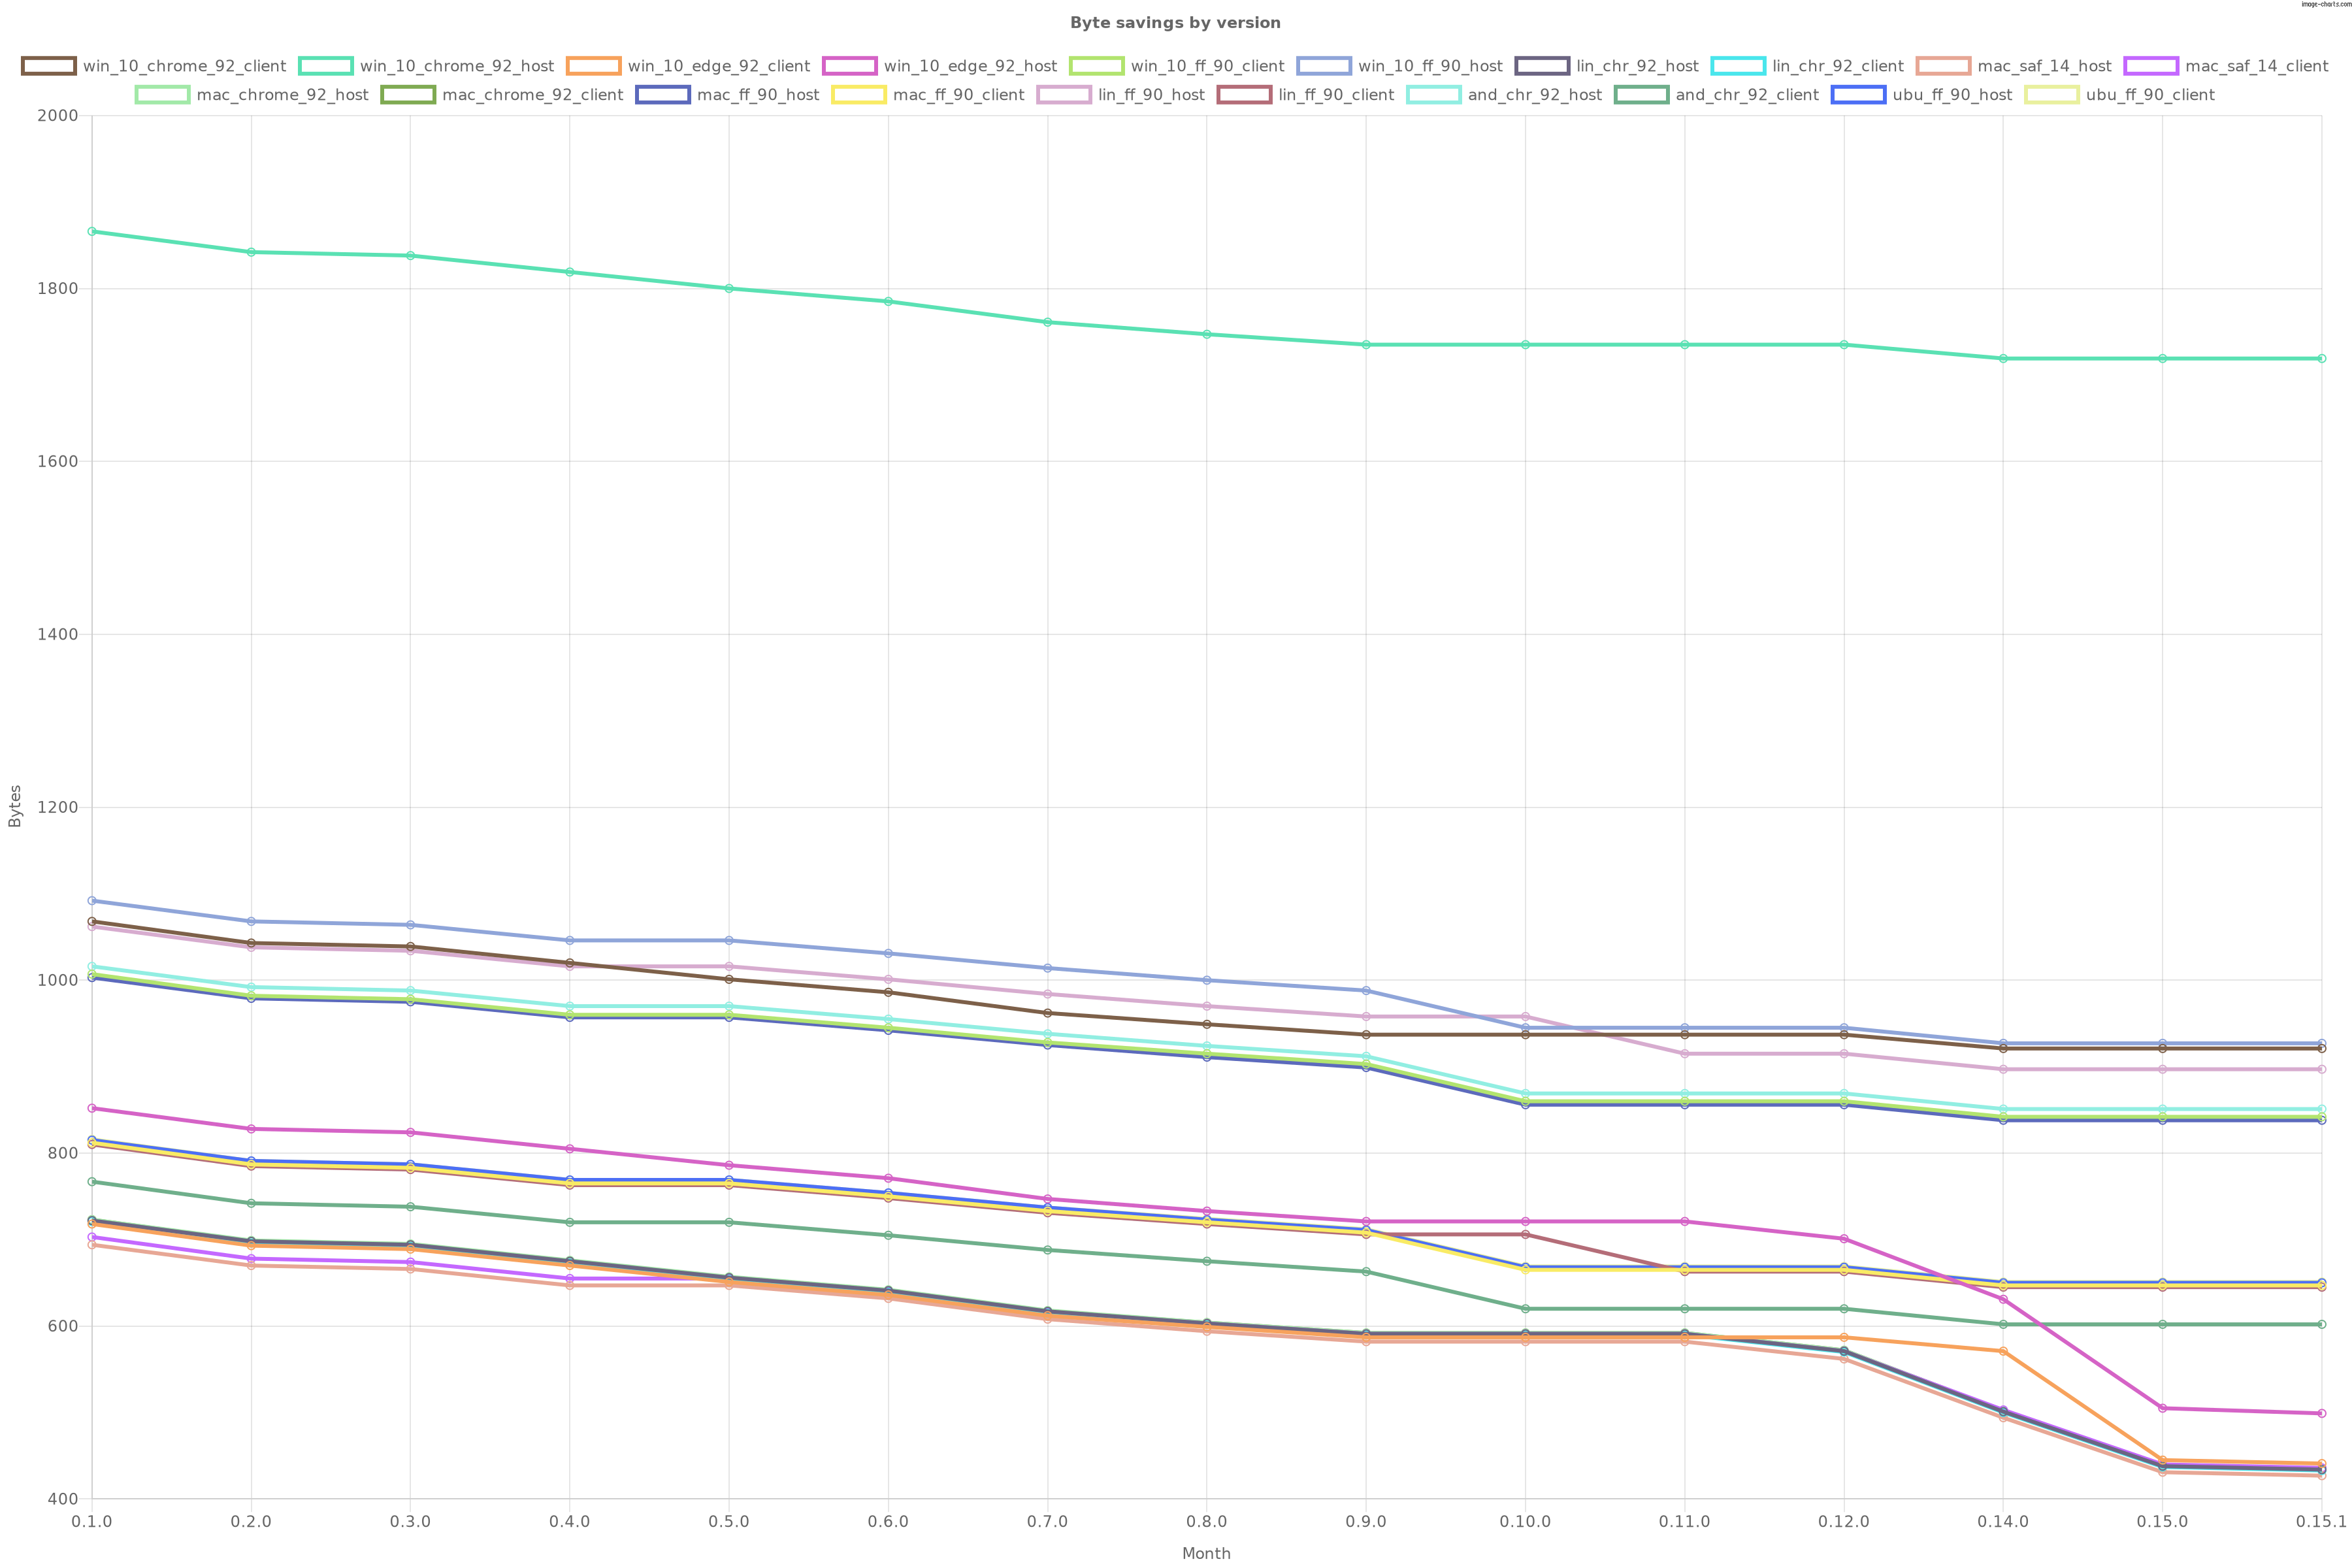 image-charts.com
Byte savings by version
win_10_chrome_92_client win_10_chrome_92_host win_10_edge_92_client win_10_edge_92_host win_10_ff_90_client win_10_ff_90_host lin_chr_92_host lin_chr_92_client mac_saf_14_host mac_saf_14_client
mac_chrome_92_host mac_chrome_92_client mac_ff_90_host mac_ff_90_client lin_ff_90_host lin_ff_90_client and_chr_92_host and_chr_92_client ubu_ff_90_host ubu_ff_90_client
2000
1800
1600
1400
1200
1000
800
600
400
Bytes
0.1.0 0.2.0 0.3.0 0.4.0 0.5.0 0.6.0 0.7.0 0.8.0 0.9.0 0.10.0 0.11.0 0.12.0 0.14.0 0.15.0 0.15.1
Month